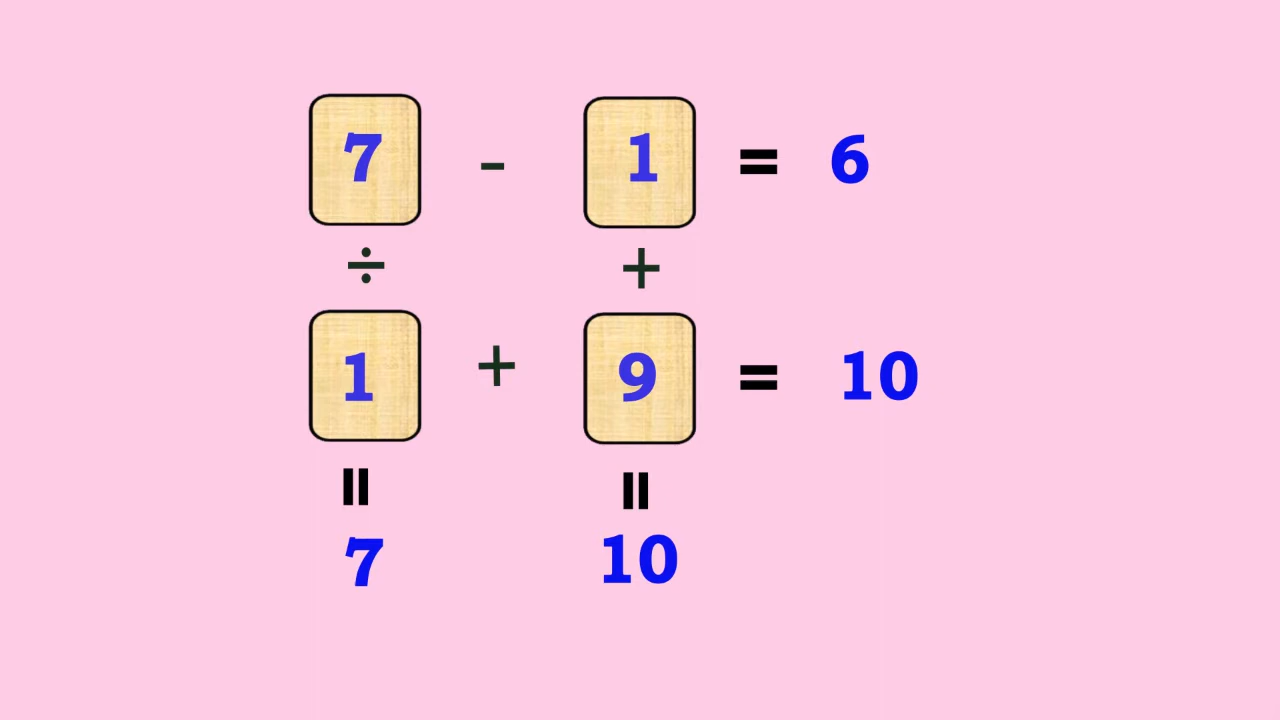 7 - 1 = 6
÷ +
1 + 9 = 10
= =
7 10